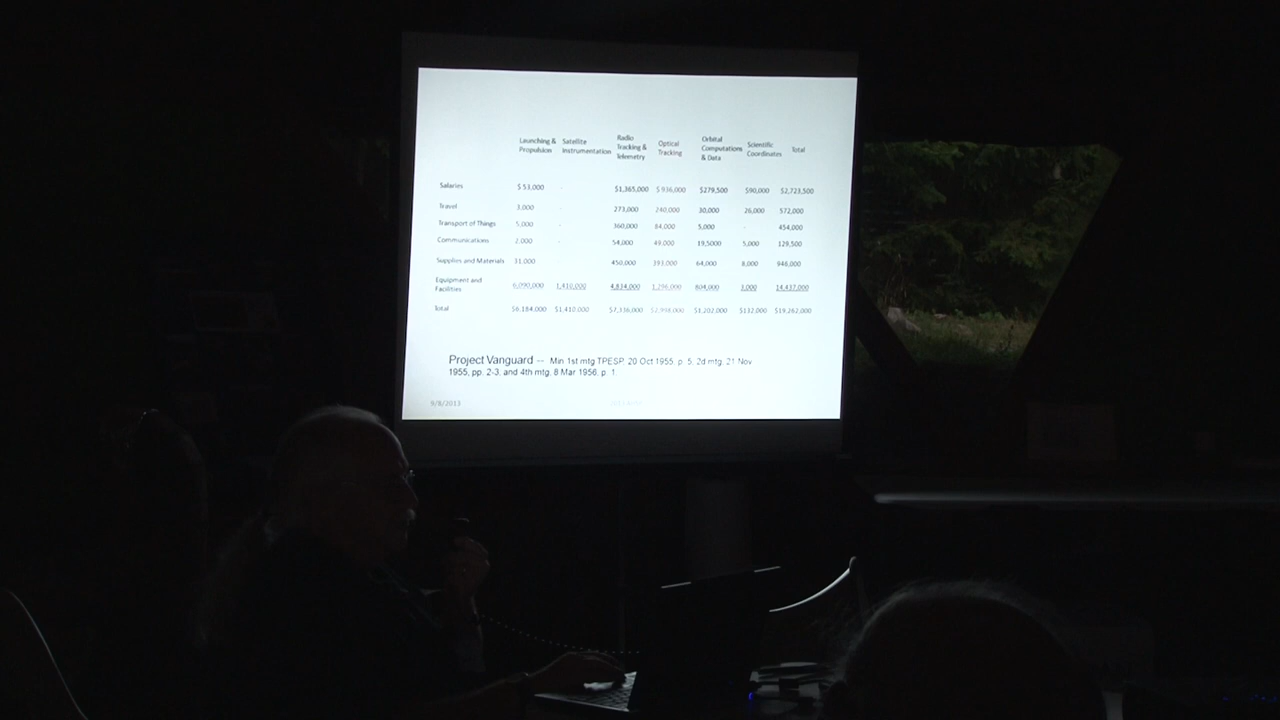 Launching & Propulsion Satellite Instrumentation Radio Tracking & Telemetry Optical Tracking Orbital Computations & Data Scientific Coordinates Total
Salaries $ 53,000 - $1,365,000 $ 936,000 $279,500 $90,000 $2,723,500
Travel 3,000 - 273,000 240,000 30,000 26,000 572,000
Transport of Things 5,000 - 360,000 84,000 5,000 - 454,000
Communications 2,000 - 54,000 49,000 19,5000 5,000 129,500
Supplies and Materials 31,000 450,000 393,000 64,000 8,000 946,000
Equipment and Facilities 6,090,000 1,410,000 4,834,000 1,296,000 804,000 3,000 14,437,000
Total $6,184,000 $1,410,000 $7,336,000 $2,998,000 $1,202,000 $132,000 $19,262,000
Project Vanguard -- Min 1st mtg TPESP, 20 Oct 1955, p. 5, 2d mtg, 21 Nov
1955, pp. 2-3, and 4th mtg, 8 Mar 1956, p. 1.
9/8/2013